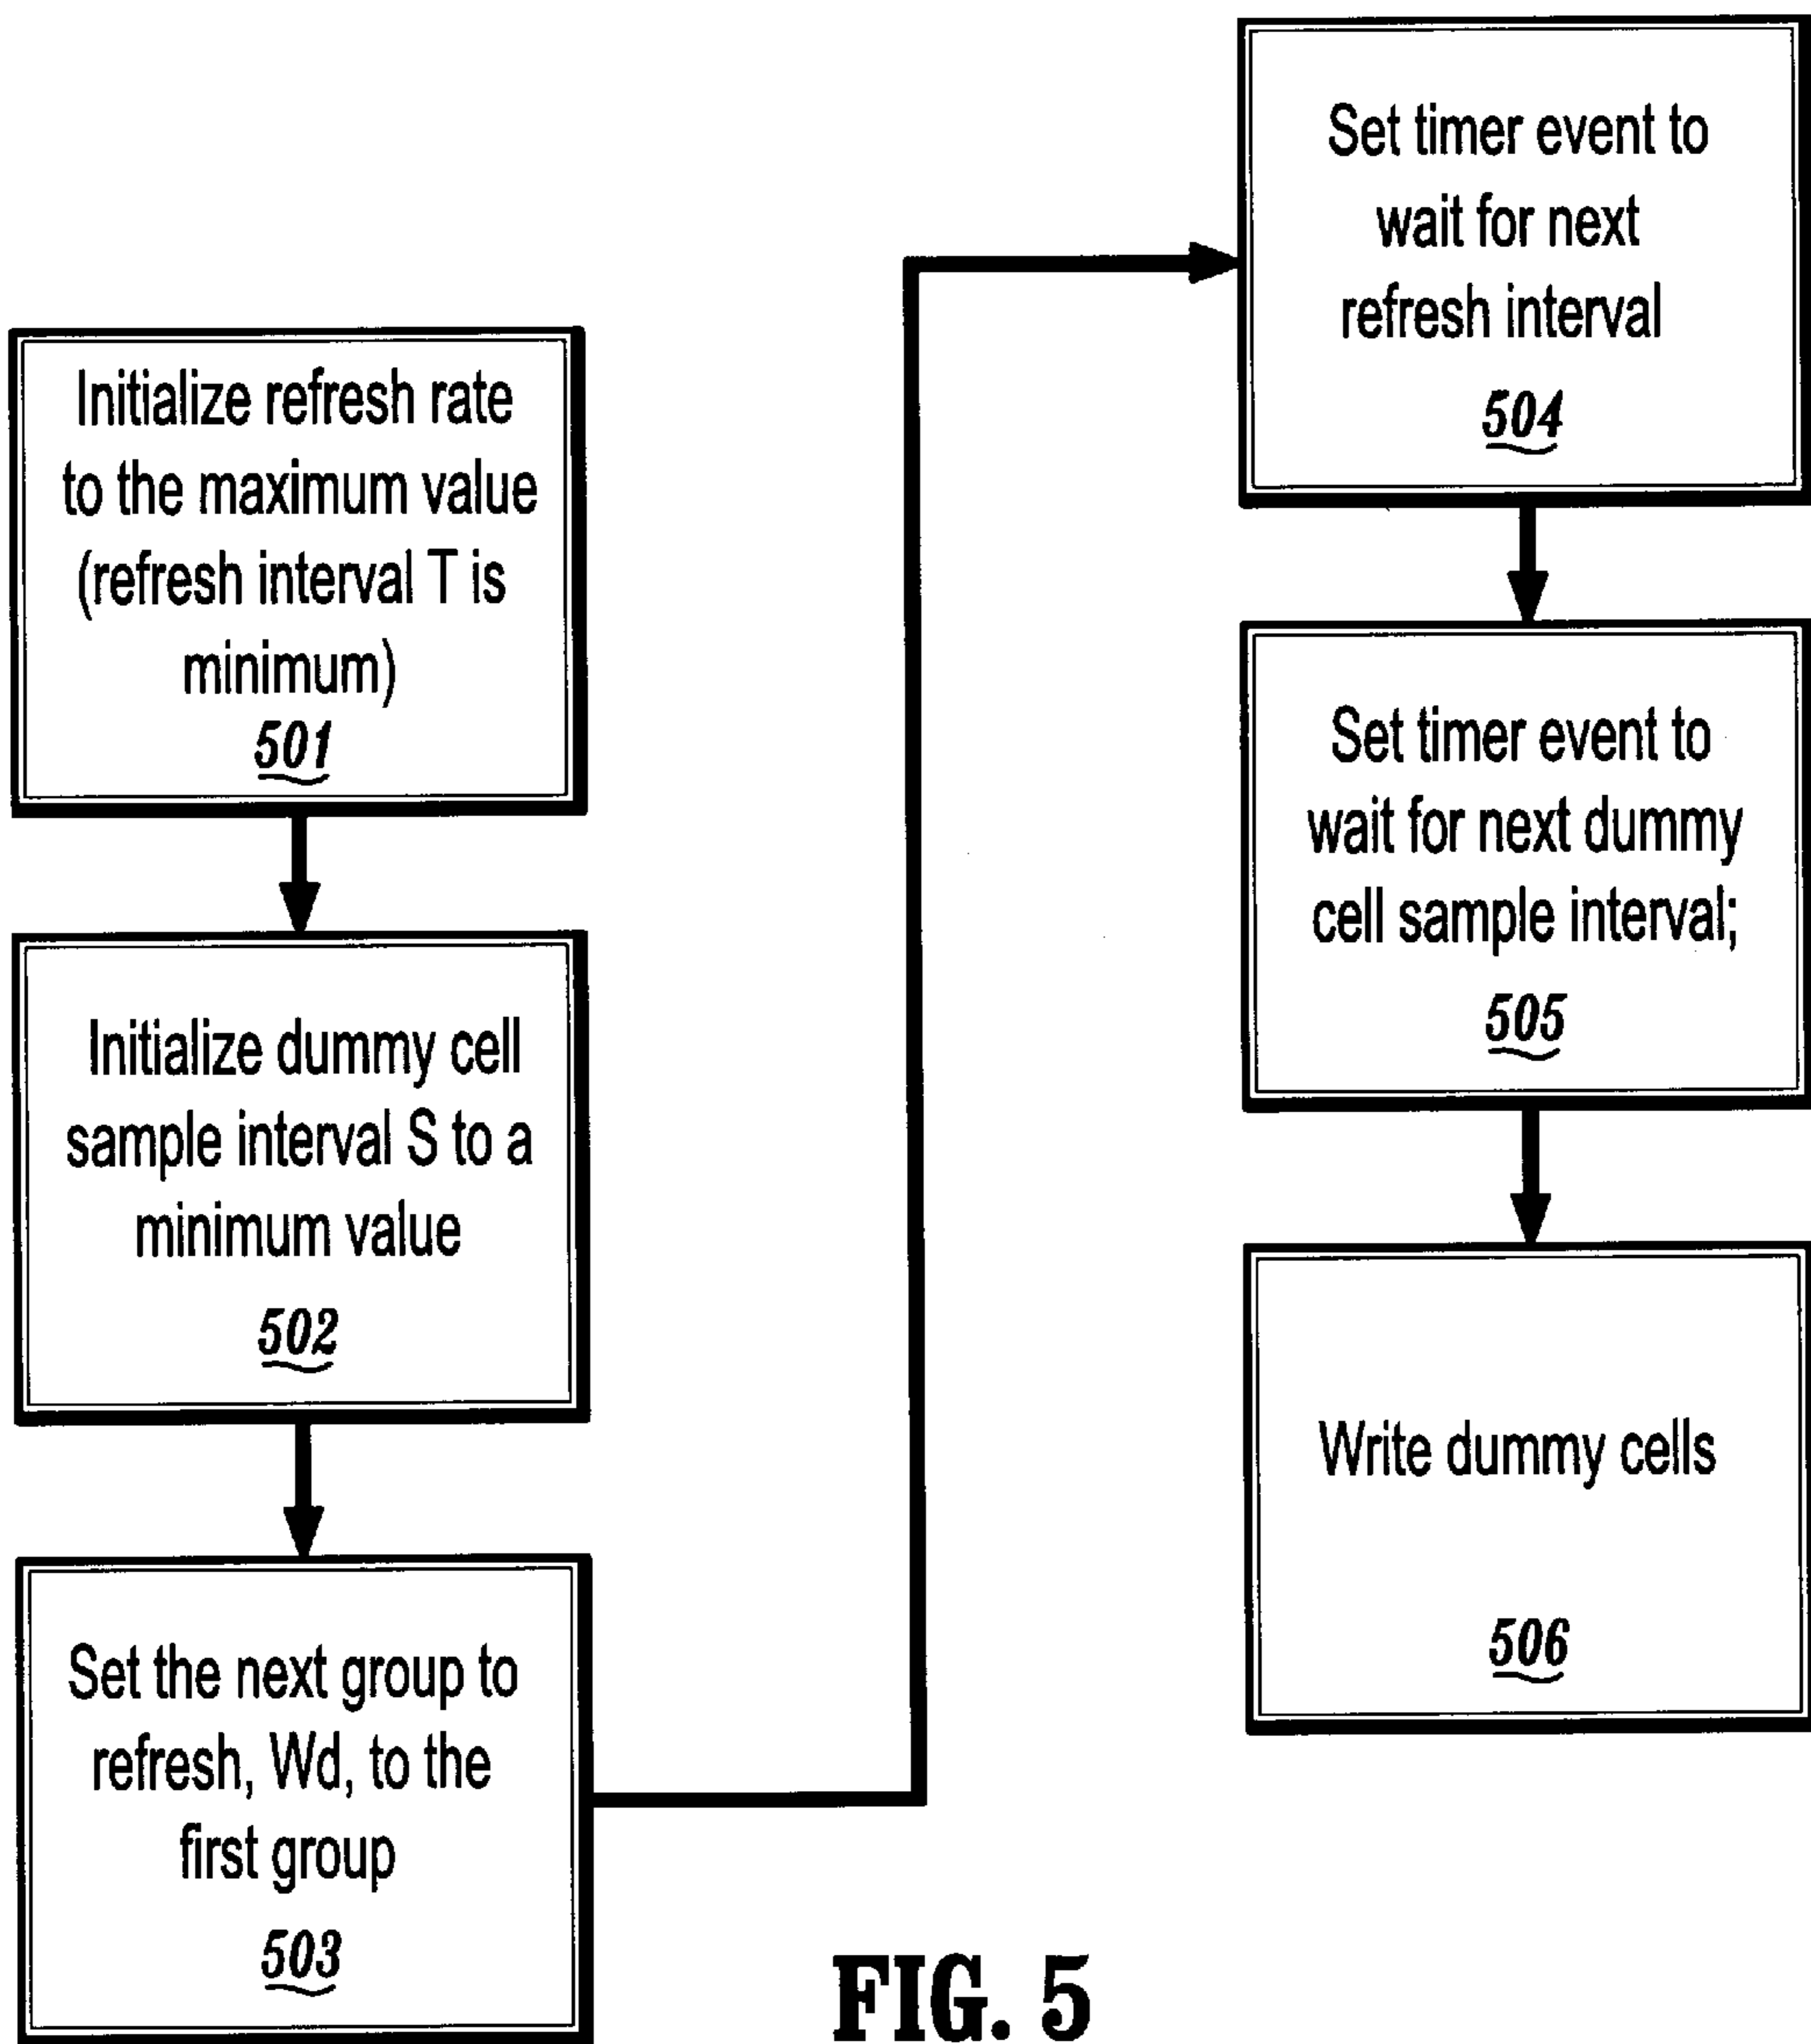 Initialize refresh rate
to the maximum value
(refresh interval T is
minimum)
501
Initialize dummy cell
sample interval S to a
minimum value
502
Set the next group to
refresh, Wd, to the
first group
503
Set timer event to
wait for next
refresh interval
504
Set timer event to
wait for next dummy
cell sample interval;
505
Write dummy cells
506
FIG. 5